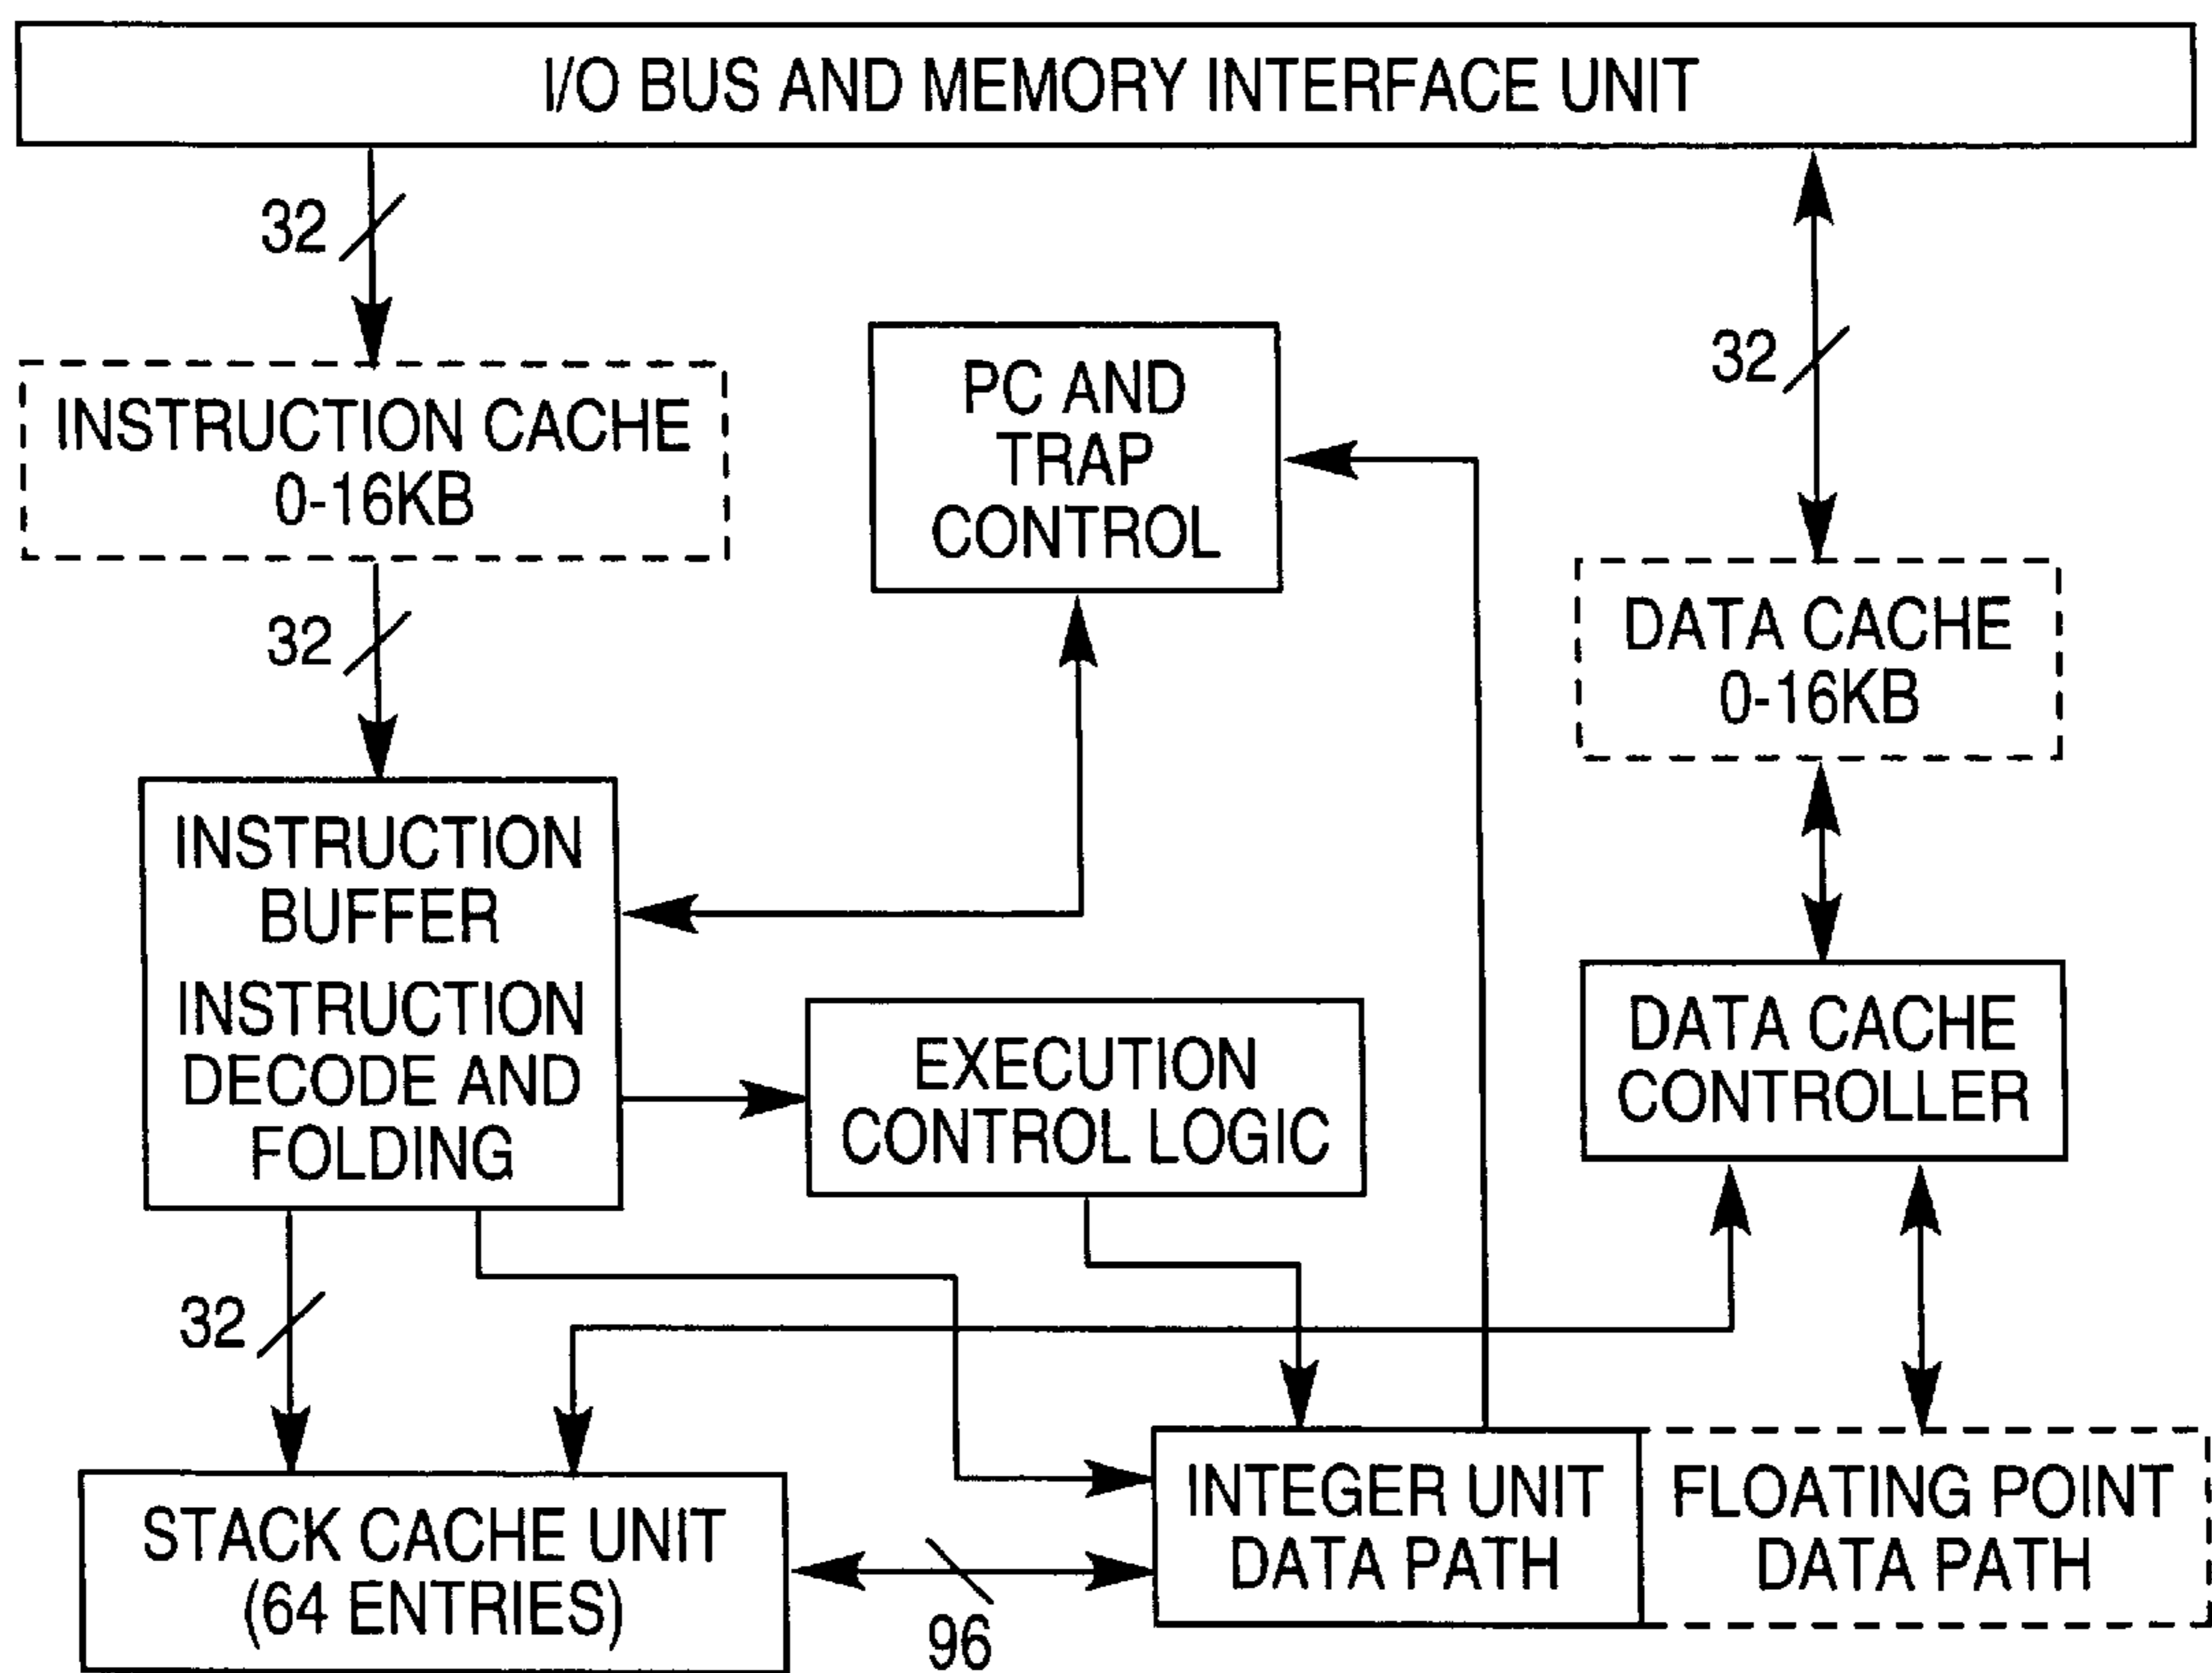 I/O BUS AND MEMORY INTERFACE UNIT
32
INSTRUCTION CACHE
0-16KB
32
PC AND
TRAP
CONTROL
32
DATA CACHE
0-16KB
INSTRUCTION
BUFFER
INSTRUCTION
DECODE AND
FOLDING
EXECUTION
CONTROL LOGIC
DATA CACHE
CONTROLLER
32
STACK CACHE UNIT
(64 ENTRIES)
96
INTEGER UNIT
DATA PATH
FLOATING POINT
DATA PATH